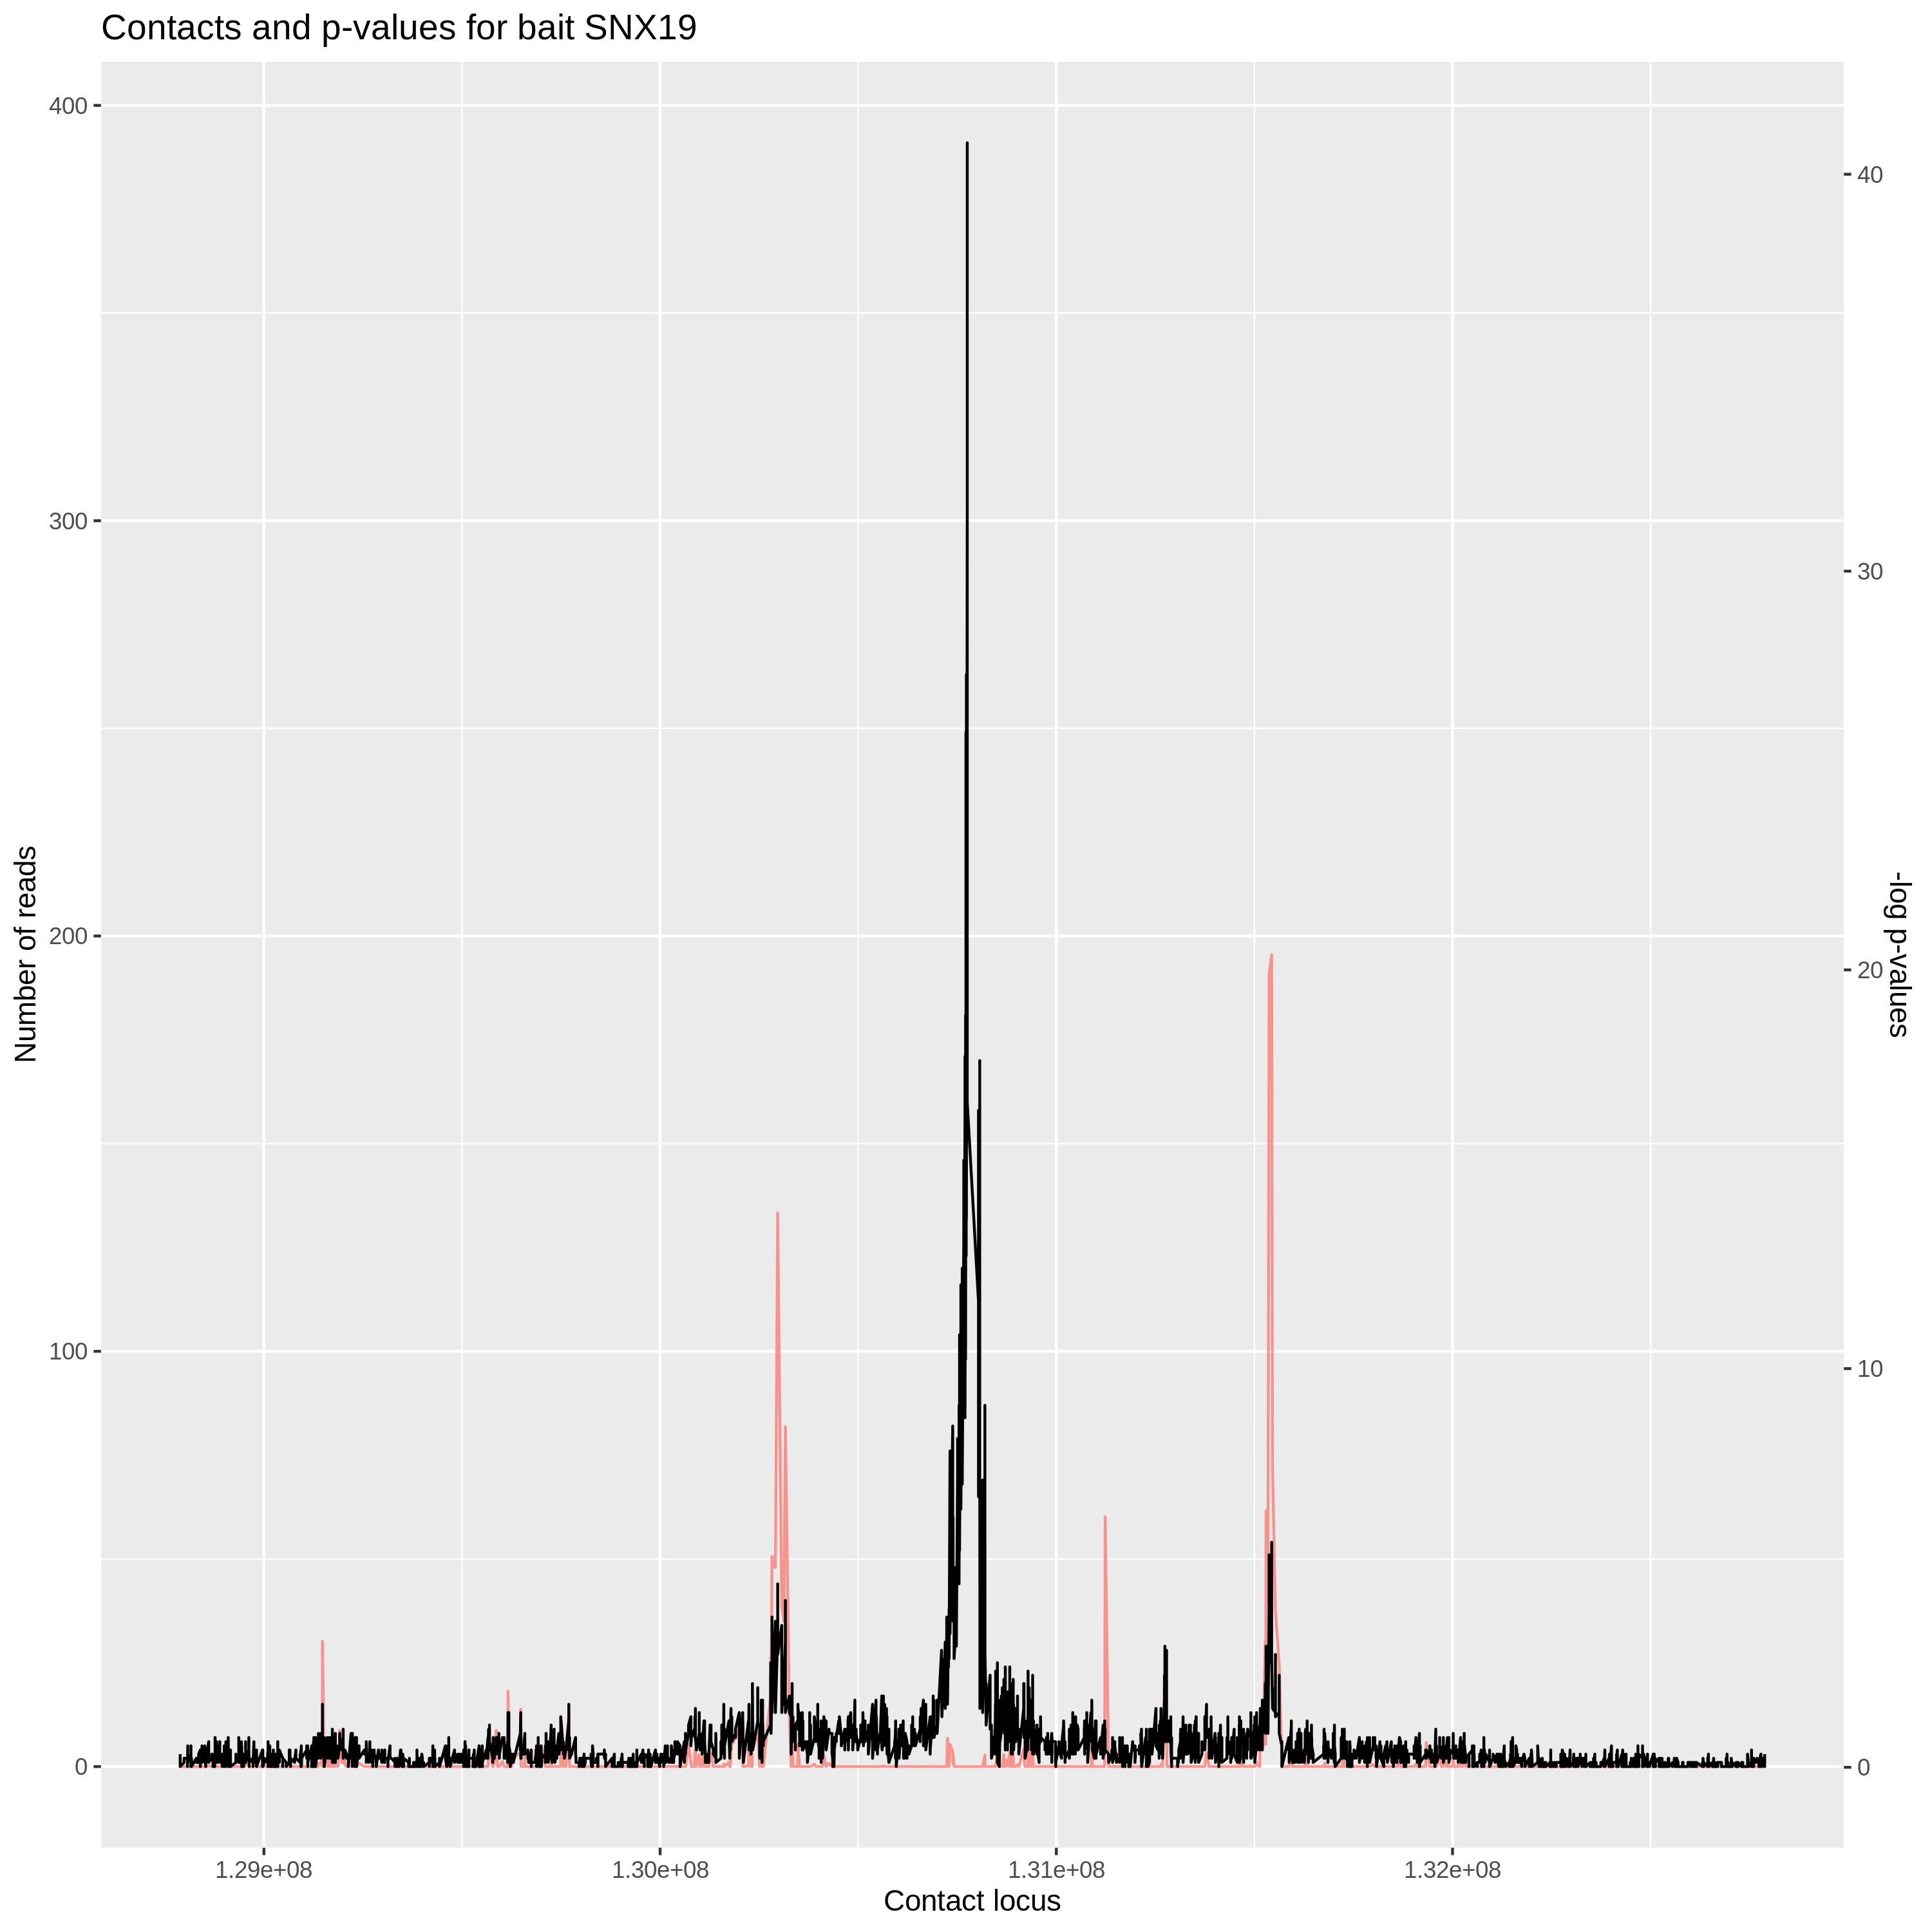 Contacts and p-values for bait SNX19
400
300
200
100
0
Number of reads
40
30
20
10
0
-log p-values
1.29e+08 1.30e+08 1.31e+08 1.32e+08
Contact locus